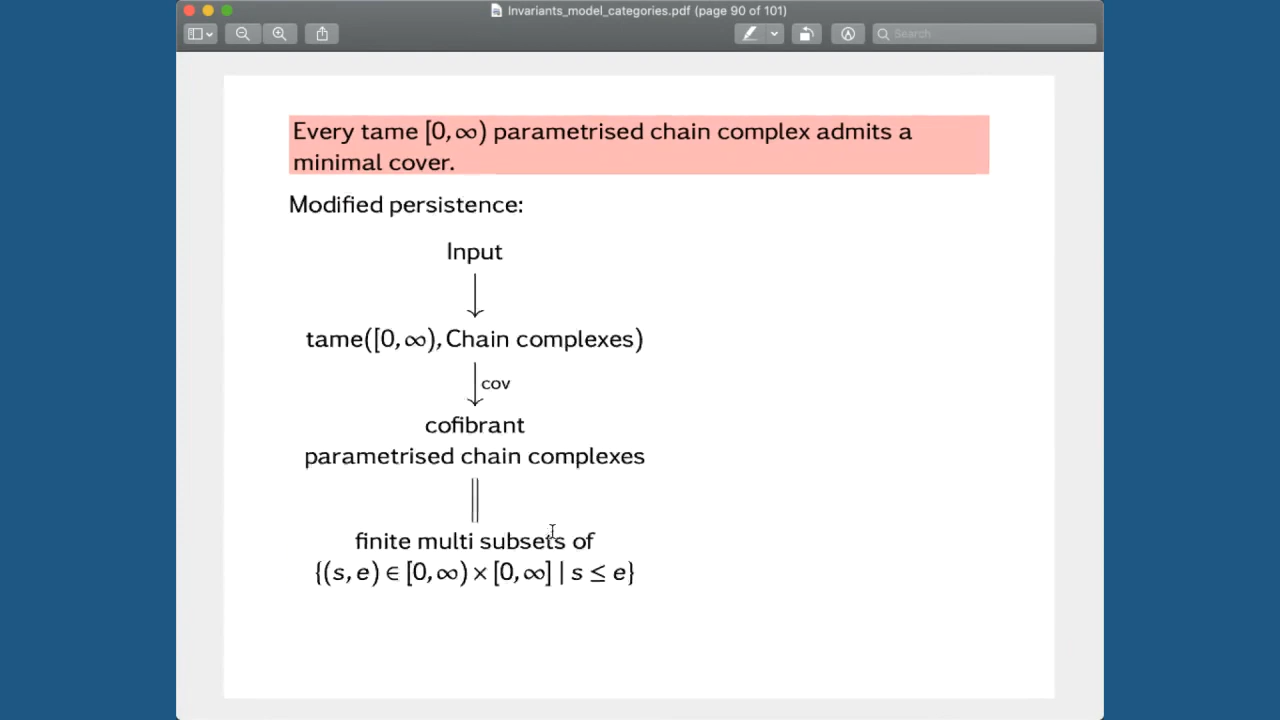 Invariants_model_categories.pdf (page 90 of 101)
Search
Every tame [0, ∞) parametrised chain complex admits a
minimal cover.
Modified persistence:
Input
tame([0, ∞), Chain complexes)
cov
cofibrant
parametrised chain complexes
finite multi subsets of
{(s, e) ∈ [0, ∞) × [0, ∞] | s ≤ e}